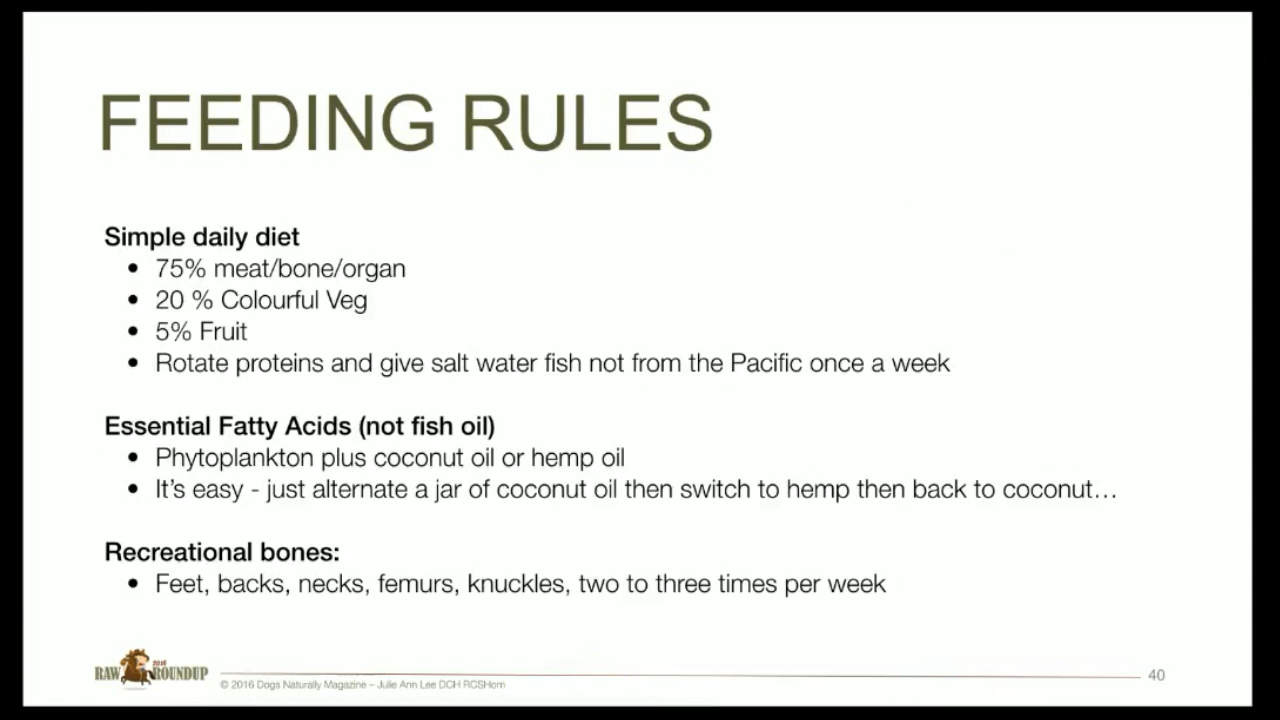 FEEDING RULES
Simple daily diet
• 75% meat/bone/organ
• 20 % Colourful Veg
• 5% Fruit
• Rotate proteins and give salt water fish not from the Pacific once a week
Essential Fatty Acids (not fish oil)
• Phytoplankton plus coconut oil or hemp oil
• It's easy - just alternate a jar of coconut oil then switch to hemp then back to coconut…
Recreational bones:
• Feet, backs, necks, femurs, knuckles, two to three times per week
RAW 2016 ROUNDUP
© 2016 Dogs Naturally Magazine – Julie Ann Lee DCH RCSHom
40